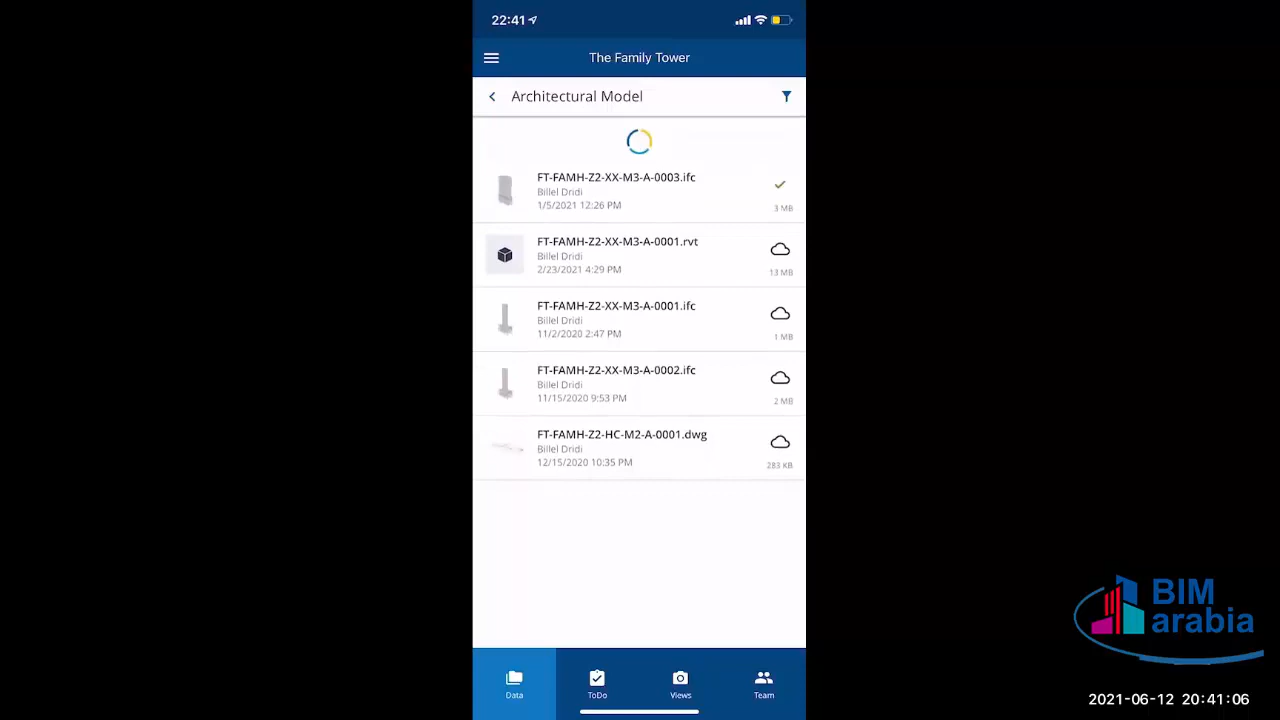 22:41
The Family Tower
Architectural Model
FT-FAMH-Z2-XX-M3-A-0003.ifc
Billel Dridi
1/5/2021 12:26 PM
3 MB
FT-FAMH-Z2-XX-M3-A-0001.rvt
Billel Dridi
2/23/2021 4:29 PM
13 MB
FT-FAMH-Z2-XX-M3-A-0001.ifc
Billel Dridi
11/2/2020 2:47 PM
1 MB
FT-FAMH-Z2-XX-M3-A-0002.ifc
Billel Dridi
11/15/2020 9:53 PM
2 MB
FT-FAMH-Z2-HC-M2-A-0001.dwg
Billel Dridi
12/15/2020 10:35 PM
283 KB
Data
ToDo
Views
Team
BIM
arabia
2021-06-12 20:41:06